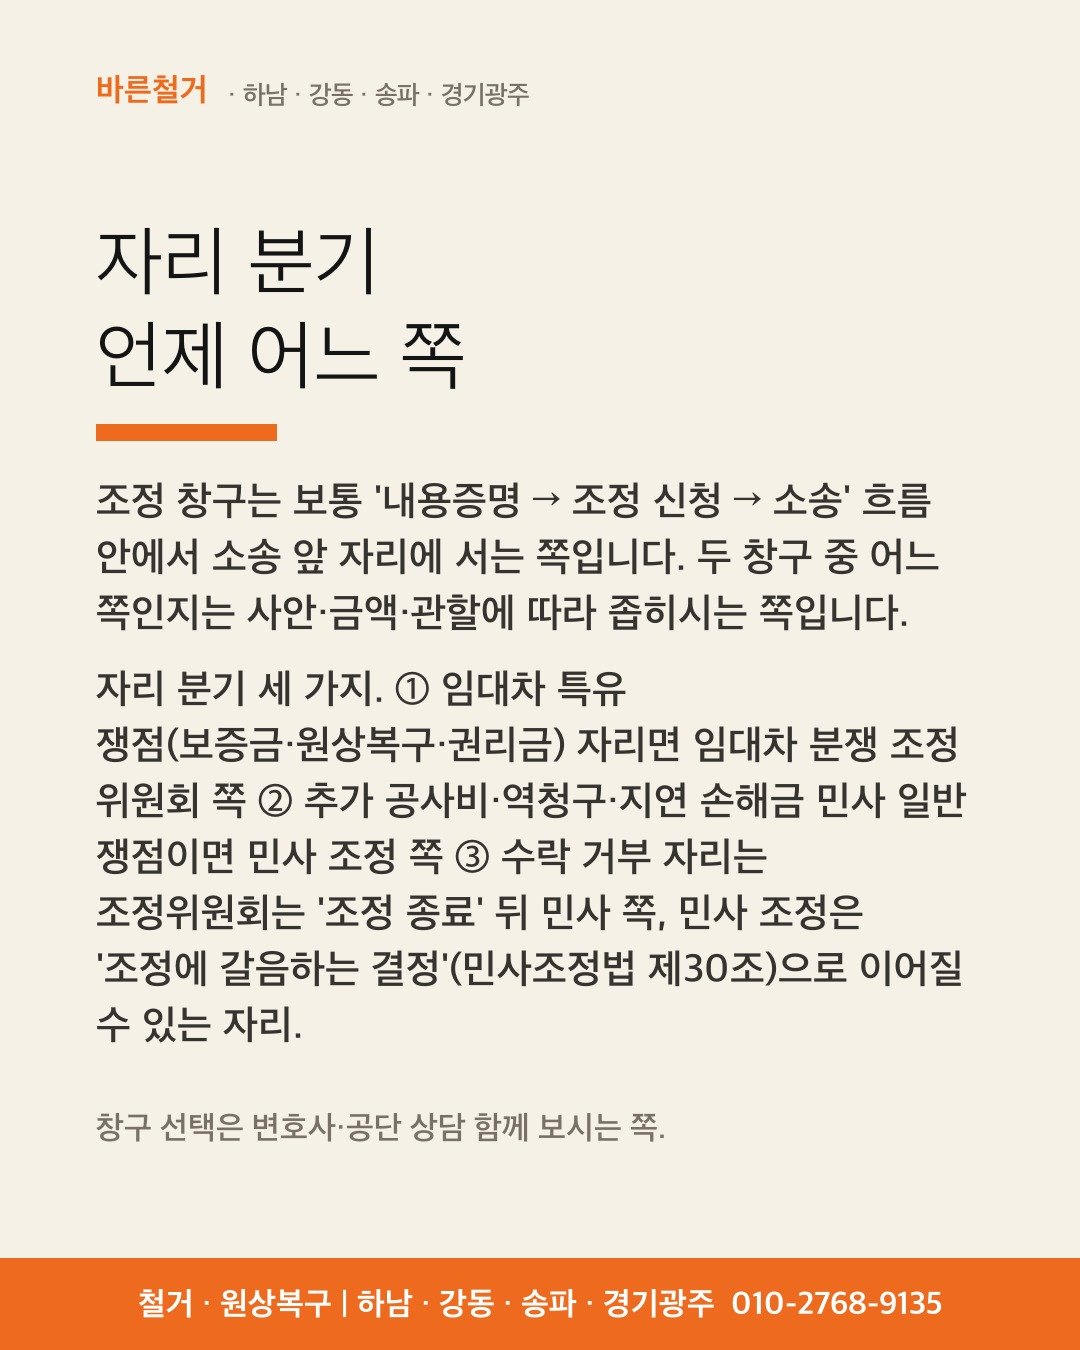 바른철거 · 하남 · 강동 · 송파 · 경기광주
자리 분기
언제 어느 쪽
조정 창구는 보통 '내용증명 → 조정 신청 → 소송' 흐름
안에서 소송 앞 자리에 서는 쪽입니다. 두 창구 중 어느
쪽인지는 사안·금액·관할에 따라 좁히시는 쪽입니다.
자리 분기 세 가지. ① 임대차 특유
쟁점(보증금·원상복구·권리금) 자리면 임대차 분쟁 조정
위원회 쪽 ② 추가 공사비·역청구·지연 손해금 민사 일반
쟁점이면 민사 조정 쪽 ③ 수락 거부 자리는
조정위원회는 '조정 종료' 뒤 민사 쪽, 민사 조정은
'조정에 갈음하는 결정'(민사조정법 제30조)으로 이어질
수 있는 자리.
창구 선택은 변호사·공단 상담 함께 보시는 쪽.
철거 · 원상복구 | 하남 · 강동 · 송파 · 경기광주 010-2768-9135